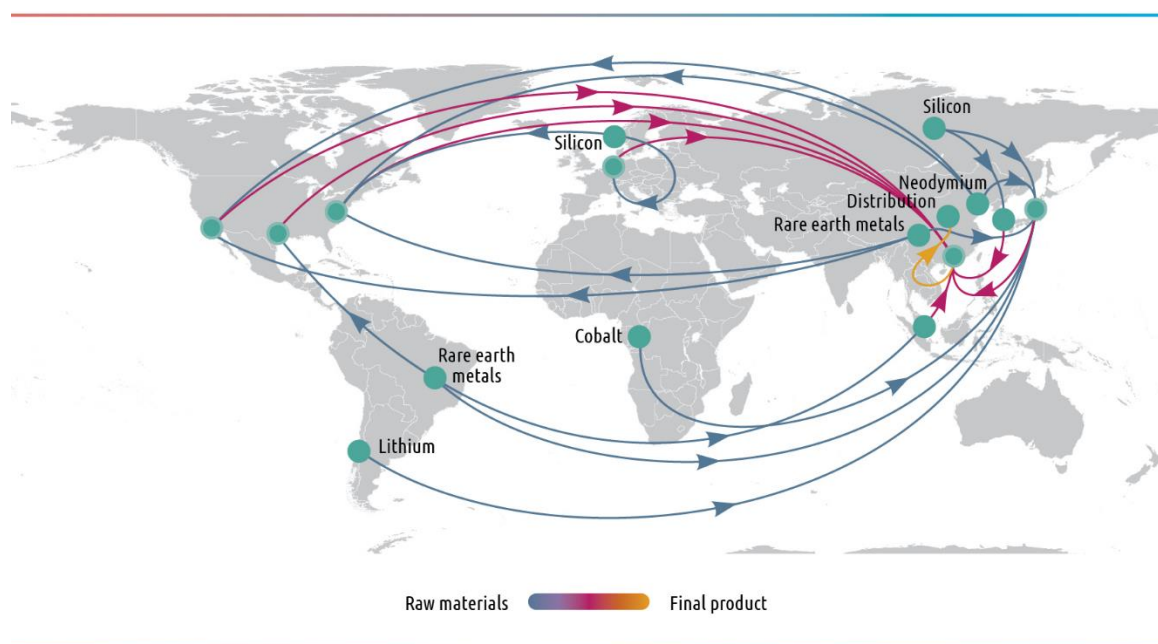 Silicon
Silicon
Neodymium
Distribution
Rare earth metals
Cobalt
Rare earth
metals
Lithium
Raw materials
Final product